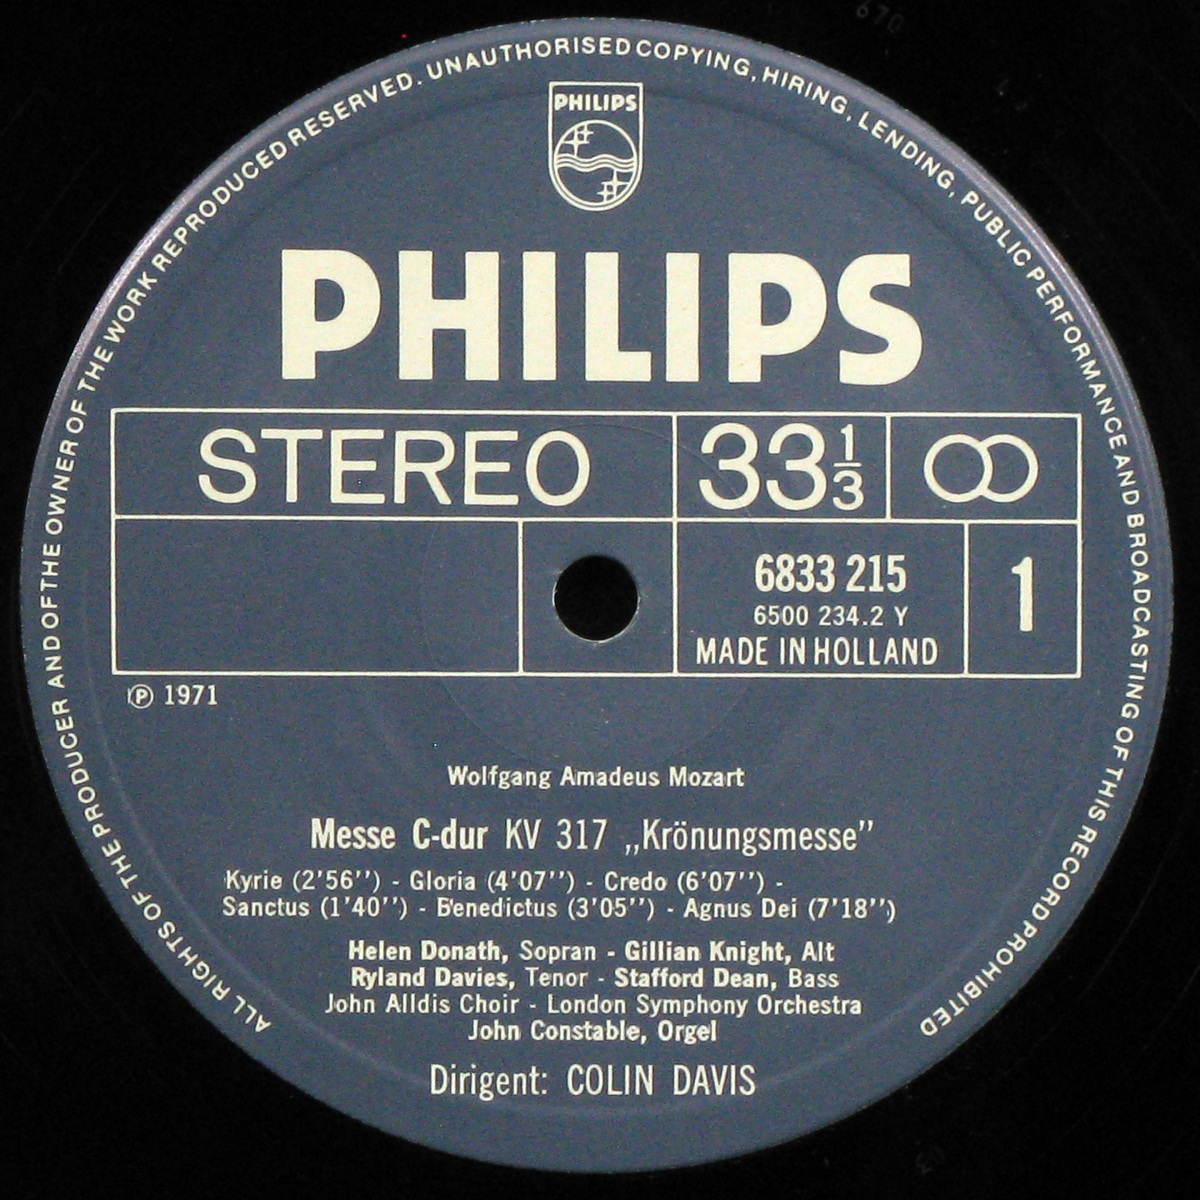 ALL RIGHTS OF THE PRODUCER AND OF THE OWNER OF THE WORK REPRODUCED RESERVED. UNAUTHORISED COPYING, HIRING, LENDING, PUBLIC PERFORMANCE AND BROADCASTING OF THIS RECORD PROHIBITED
PHILIPS
PHILIPS
STEREO 33 1/3
6833 215
6500 234.2 Y
MADE IN HOLLAND
1
Ⓟ 1971
Wolfgang Amadeus Mozart
Messe C-dur KV 317 „Krönungsmesse”
Kyrie (2'56'') - Gloria (4'07'') - Credo (6'07'') -
Sanctus (1'40'') - Benedictus (3'05'') - Agnus Dei (7'18'')
Helen Donath, Sopran - Gillian Knight, Alt
Ryland Davies, Tenor - Stafford Dean, Bass
John Alldis Choir - London Symphony Orchestra
John Constable, Orgel
Dirigent: COLIN DAVIS
670